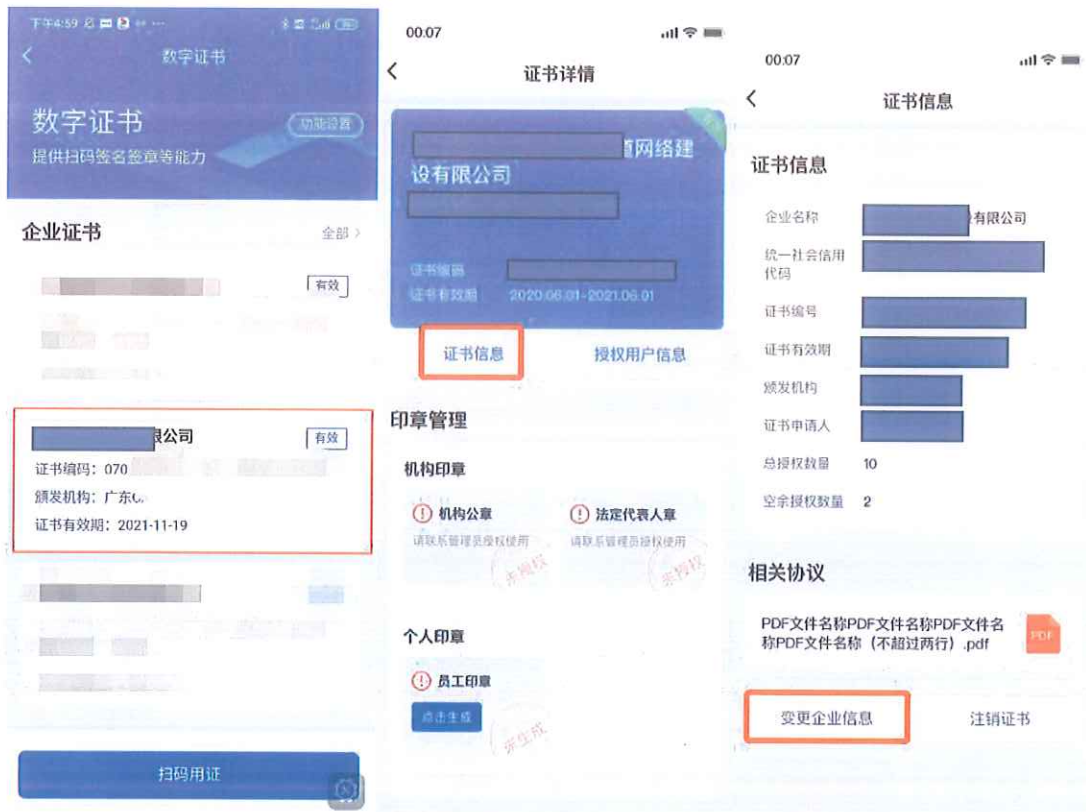 下午4:59
数字证书
数字证书
功能设置
提供扫码签名签章等能力
企业证书
全部 >
有效
限公司
有效
证书编码：070
颁发机构：广东
证书有效期：2021-11-19
扫码用证
00:07
证书详情
道网络建
设有限公司
证书编码
证书有效期 2020.06.01-2021.06.01
证书信息
授权用户信息
印章管理
机构印章
机构公章
法定代表人章
请联系管理员授权使用
请联系管理员授权使用
未授权
未授权
个人印章
员工印章
点击生成
未生成
00:07
证书信息
证书信息
企业名称
有限公司
统一社会信用
代码
证书编号
证书有效期
颁发机构
证书申请人
总授权数量 10
空余授权数量 2
相关协议
PDF文件名称PDF文件名称PDF文件名
称PDF文件名称（不超过两行）.pdf
PDF
变更企业信息
注销证书